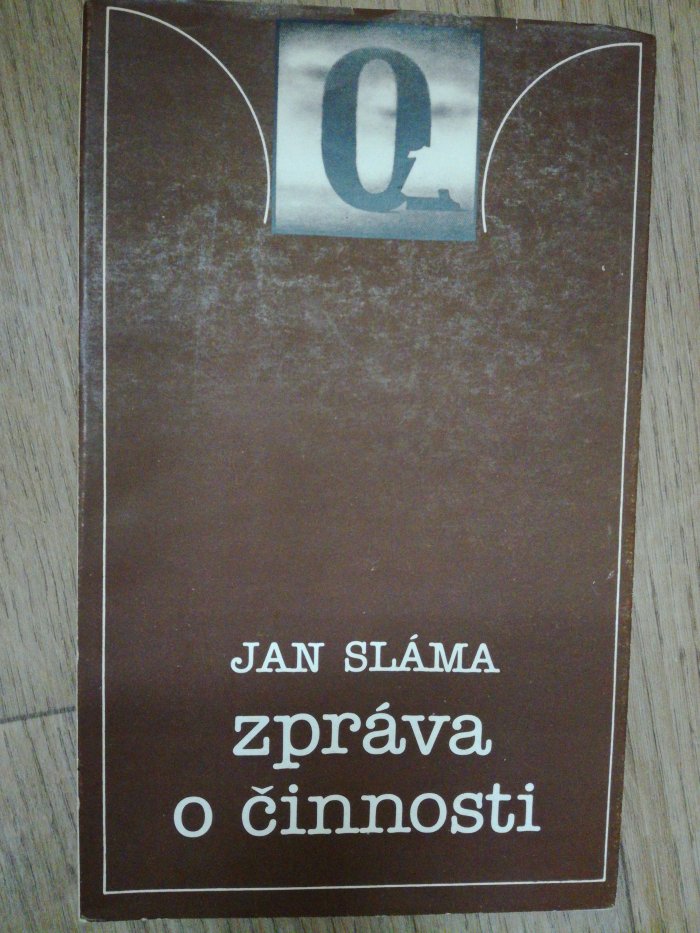 Q
JAN SLÁMA
zpráva
o činnosti